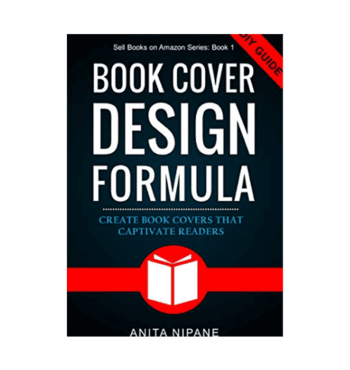 Sell Books on Amazon Series: Book 1
DIY GUIDE
BOOK COVER
DESIGN
FORMULA
CREATE BOOK COVERS THAT
CAPTIVATE READERS
ANITA NIPANE